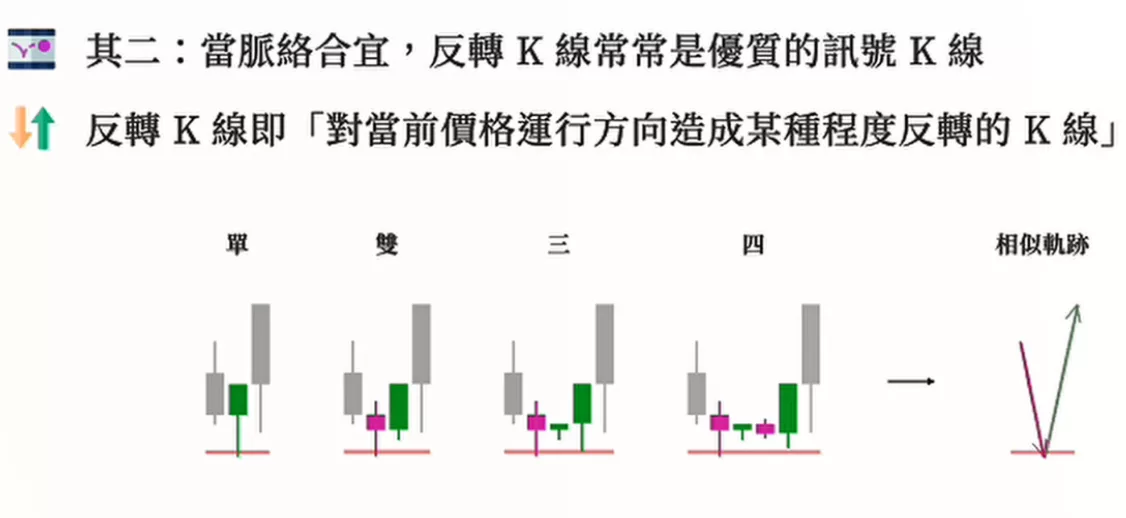 其二：當脈絡合宜，反轉 K 線常常是優質的訊號 K 線
反轉 K 線即「對當前價格運行方向造成某種程度反轉的 K 線」
單 雙 三 四 相似軌跡